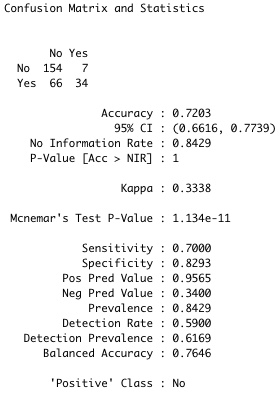 Confusion Matrix and Statistics
No Yes
No 154 7
Yes 66 34
Accuracy : 0.7203
95% CI : (0.6616, 0.7739)
No Information Rate : 0.8429
P-Value [Acc > NIR] : 1
Kappa : 0.3338
Mcnemar's Test P-Value : 1.134e-11
Sensitivity : 0.7000
Specificity : 0.8293
Pos Pred Value : 0.9565
Neg Pred Value : 0.3400
Prevalence : 0.8429
Detection Rate : 0.5900
Detection Prevalence : 0.6169
Balanced Accuracy : 0.7646
'Positive' Class : No